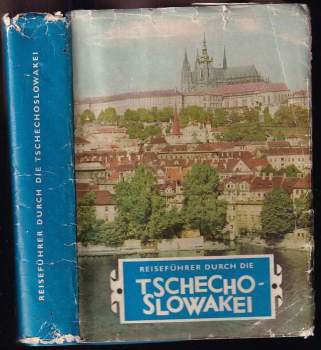 REISEFÜHRER DURCH DIE TSCHECHOSLOWAKEI
REISEFÜHRER DURCH DIE
TSCHECHO-
SLOWAKEI